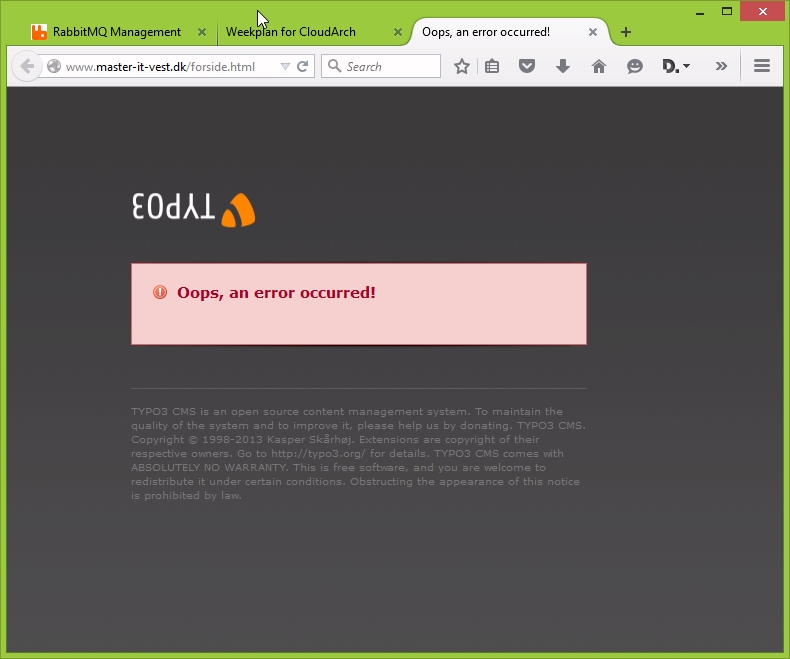 RabbitMQ Management
Weekplan for CloudArch
Oops, an error occurred!
www.master-it-vest.dk/forside.html
Search
D.
TYPO3
Oops, an error occurred!
TYPO3 CMS is an open source content management system. To maintain the
quality of the system and to improve it, please help us by donating. TYPO3 CMS.
Copyright © 1998-2013 Kasper Skårhøj. Extensions are copyright of their
respective owners. Go to http://typo3.org/ for details. TYPO3 CMS comes with
ABSOLUTELY NO WARRANTY. This is free software, and you are welcome to
redistribute it under certain conditions. Obstructing the appearance of this notice
is prohibited by law.